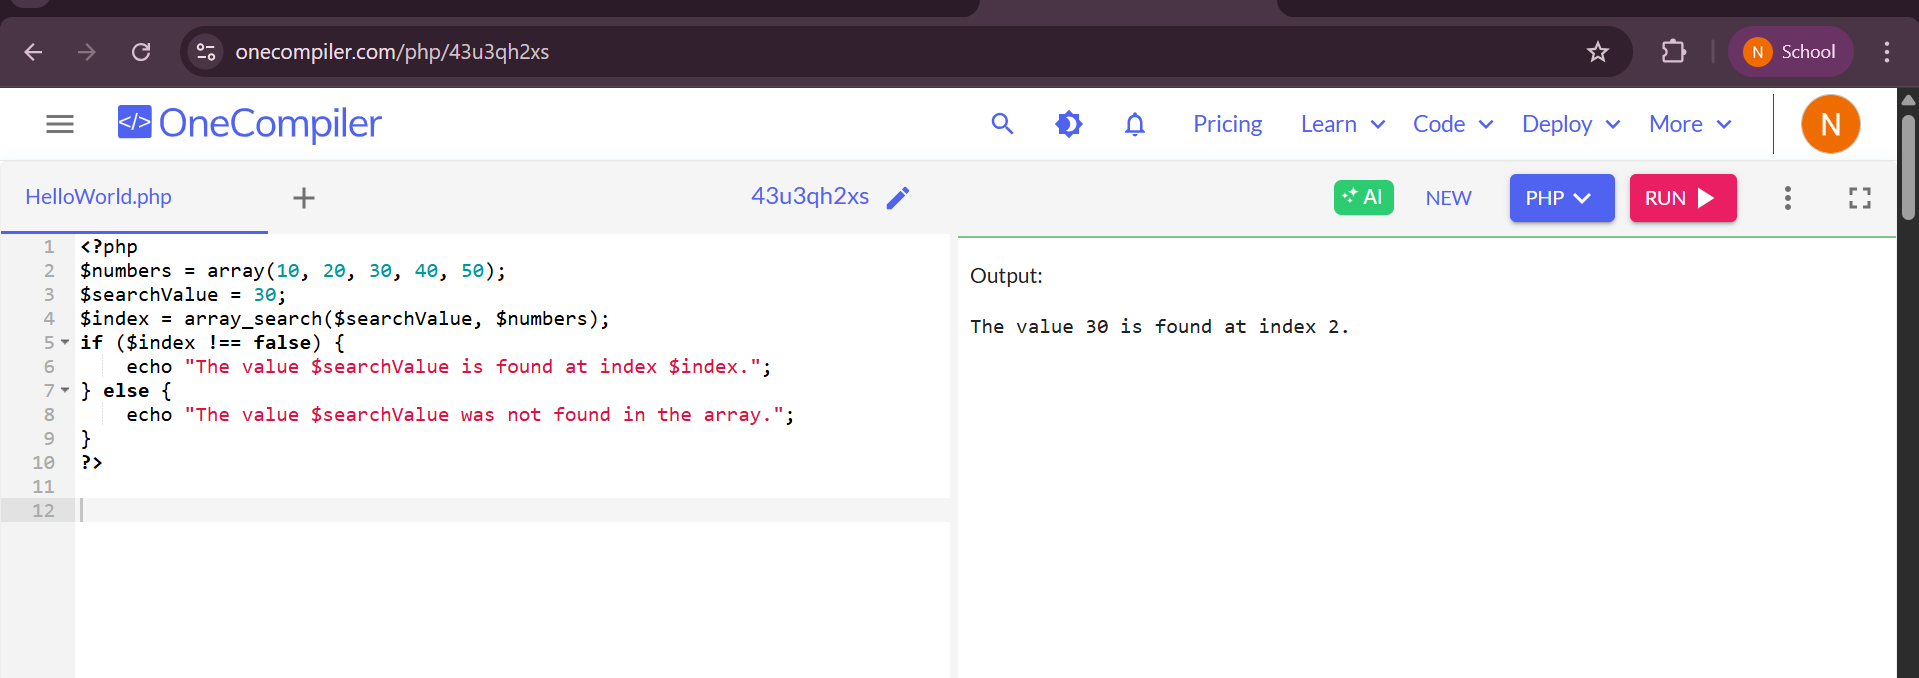 onecompiler.com/php/43u3qh2xs
N School
</> OneCompiler
Pricing Learn Code Deploy More N
HelloWorld.php + 43u3qh2xs AI NEW PHP RUN
1 <?php
2 $numbers = array(10, 20, 30, 40, 50);
3 $searchValue = 30;
4 $index = array_search($searchValue, $numbers);
5 if ($index !== false) {
6     echo "The value $searchValue is found at index $index.";
7 } else {
8     echo "The value $searchValue was not found in the array.";
9 }
10 ?>
11
12
Output:
The value 30 is found at index 2.